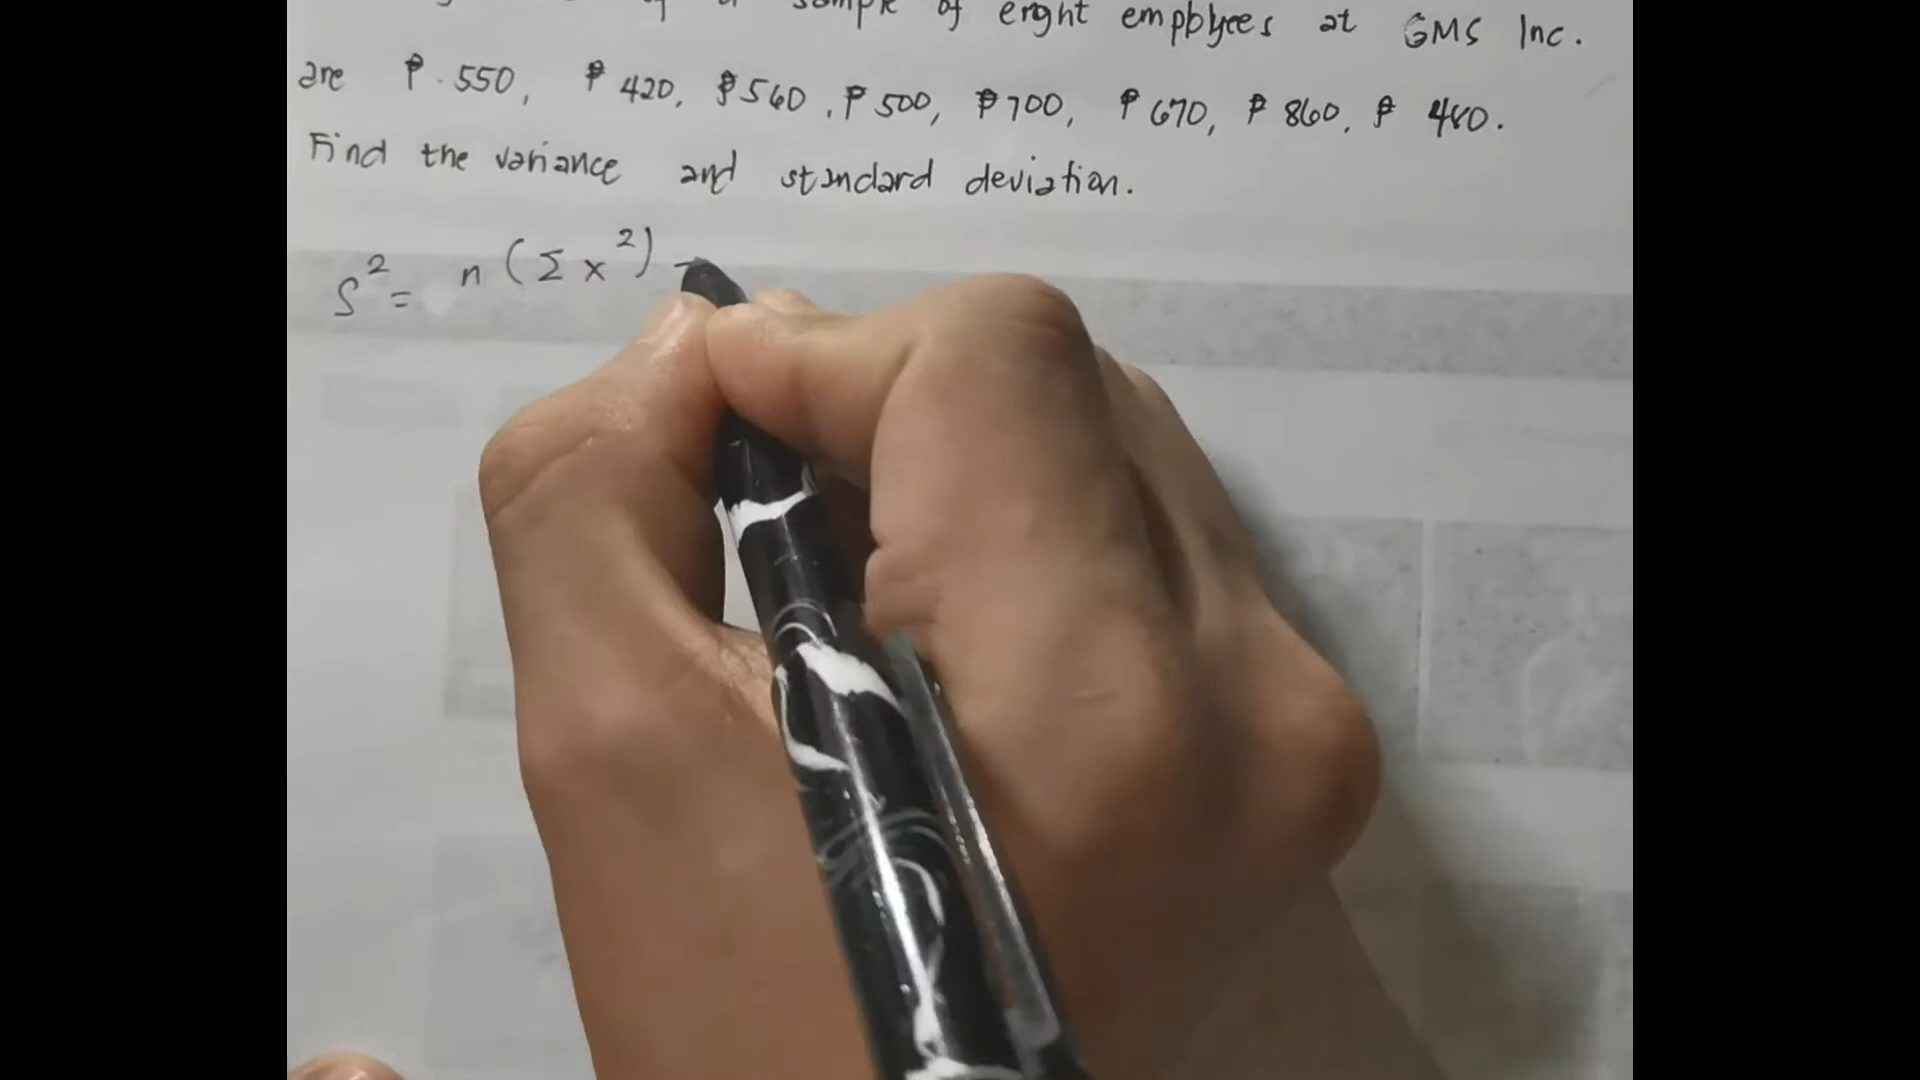 of a sample of eight employees at GMS Inc.
are ₱ 550, ₱ 420, ₱ 560, ₱ 500, ₱ 700, ₱ 670, ₱ 860, ₱ 480.
Find the variance and standard deviation.
S² = n (Σ x²) -